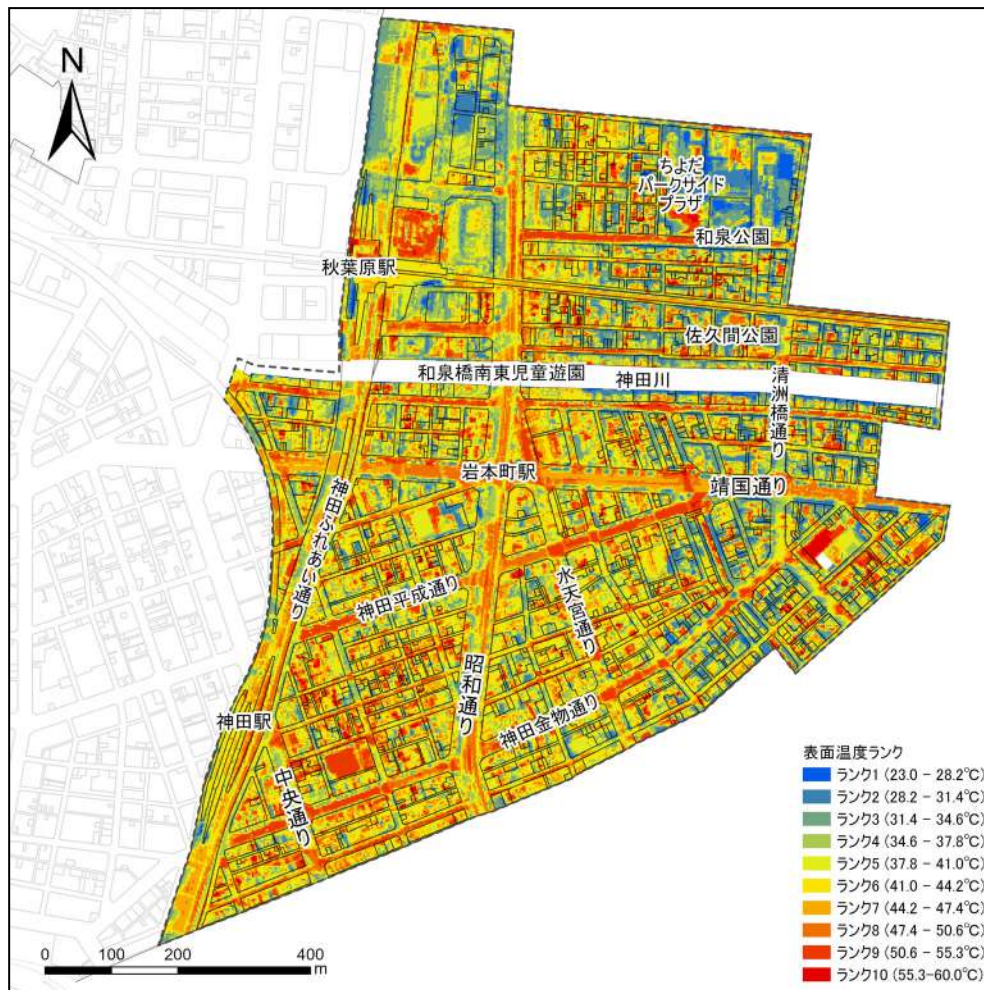 N
ちよだ
パークサイド
プラザ
和泉公園
秋葉原駅
佐久間公園
和泉橋南東児童遊園
神田川
清洲橋通り
岩本町駅
靖国通り
神田ふれあい通り
神田平成通り
水天宮通り
昭和通り
神田駅
神田金物通り
中央通り
表面温度ランク
ランク1 (23.0 - 28.2℃)
ランク2 (28.2 - 31.4℃)
ランク3 (31.4 - 34.6℃)
ランク4 (34.6 - 37.8℃)
ランク5 (37.8 - 41.0℃)
ランク6 (41.0 - 44.2℃)
ランク7 (44.2 - 47.4℃)
ランク8 (47.4 - 50.6℃)
ランク9 (50.6 - 55.3℃)
ランク10 (55.3-60.0℃)
0 100 200 400
m